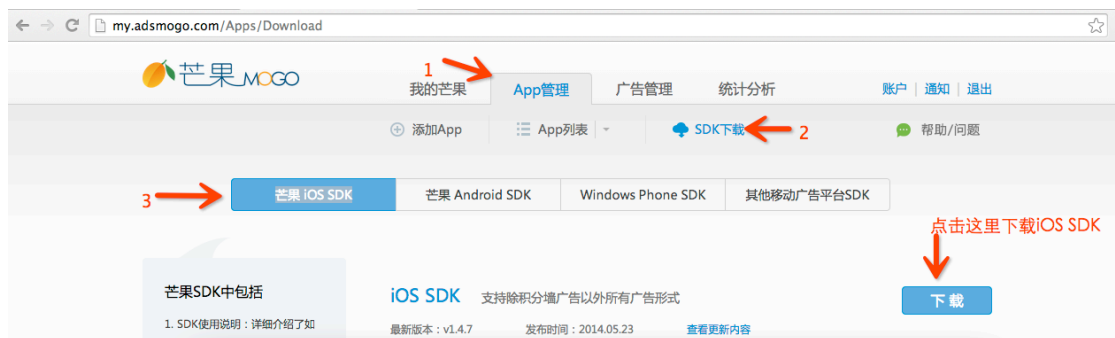 my.adsmogo.com/Apps/Download
芒果 MOGO
1
我的芒果 App管理 广告管理 统计分析
账户 | 通知 | 退出
添加App App列表 SDK下载 2 帮助/问题
3 芒果 iOS SDK 芒果 Android SDK Windows Phone SDK 其他移动广告平台SDK
点击这里下载iOS SDK
芒果SDK中包括
iOS SDK 支持除积分墙广告以外所有广告形式 下 载
1. SDK使用说明：详细介绍了如
最新版本：v1.4.7 发布时间：2014.05.23 查看更新内容